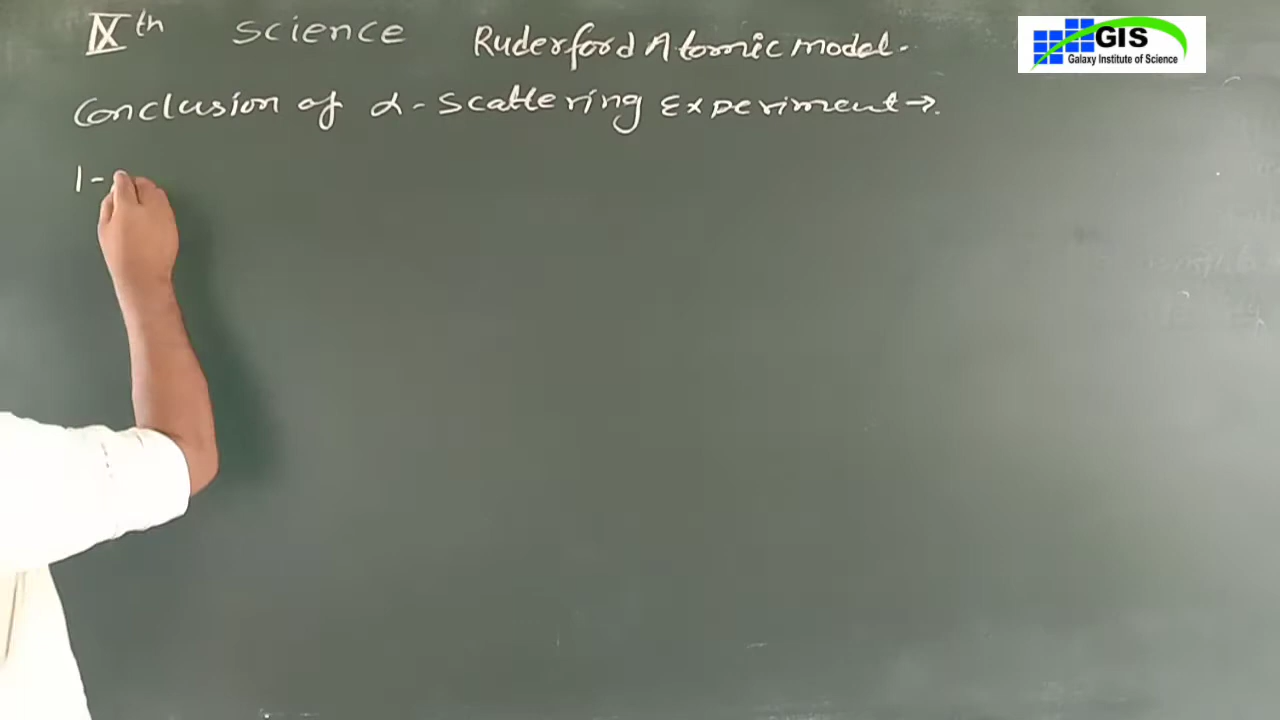 IXth science Ruderford Atomic model.
GIS
Galaxy Institute of Science
Conclusion of α - Scattering Experiment →
1-